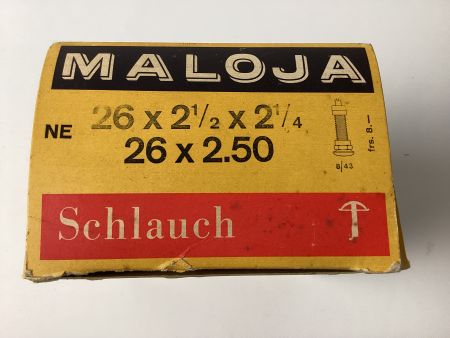 MALOJA
NE
26 x 2½ x 2¼
26 x 2.50
8/43
frs. 8.–
Schlauch